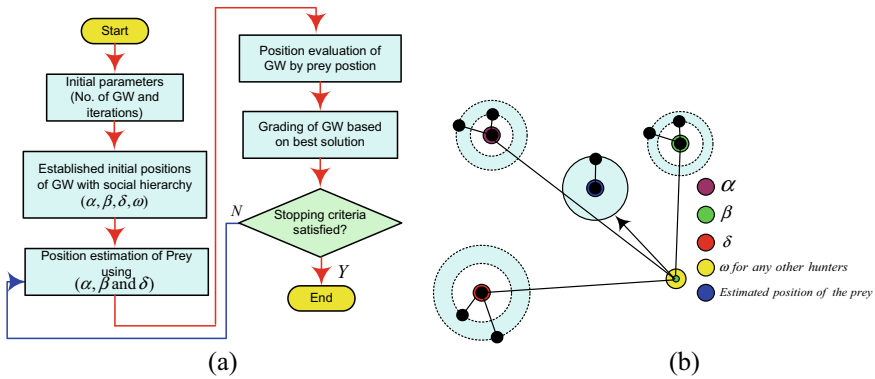 Start
Initial parameters
(No. of GW and
iterations)
Established initial positions
of GW with social hierarchy
(α, β, δ, ω)
Position estimation of Prey
using
(α, β and δ)
Position evaluation of
GW by prey postion
Grading of GW based
on best solution
N
Stopping criteria
satisfied?
Y
End
(a)
α
β
δ
ω for any other hunters
Estimated position of the prey
(b)